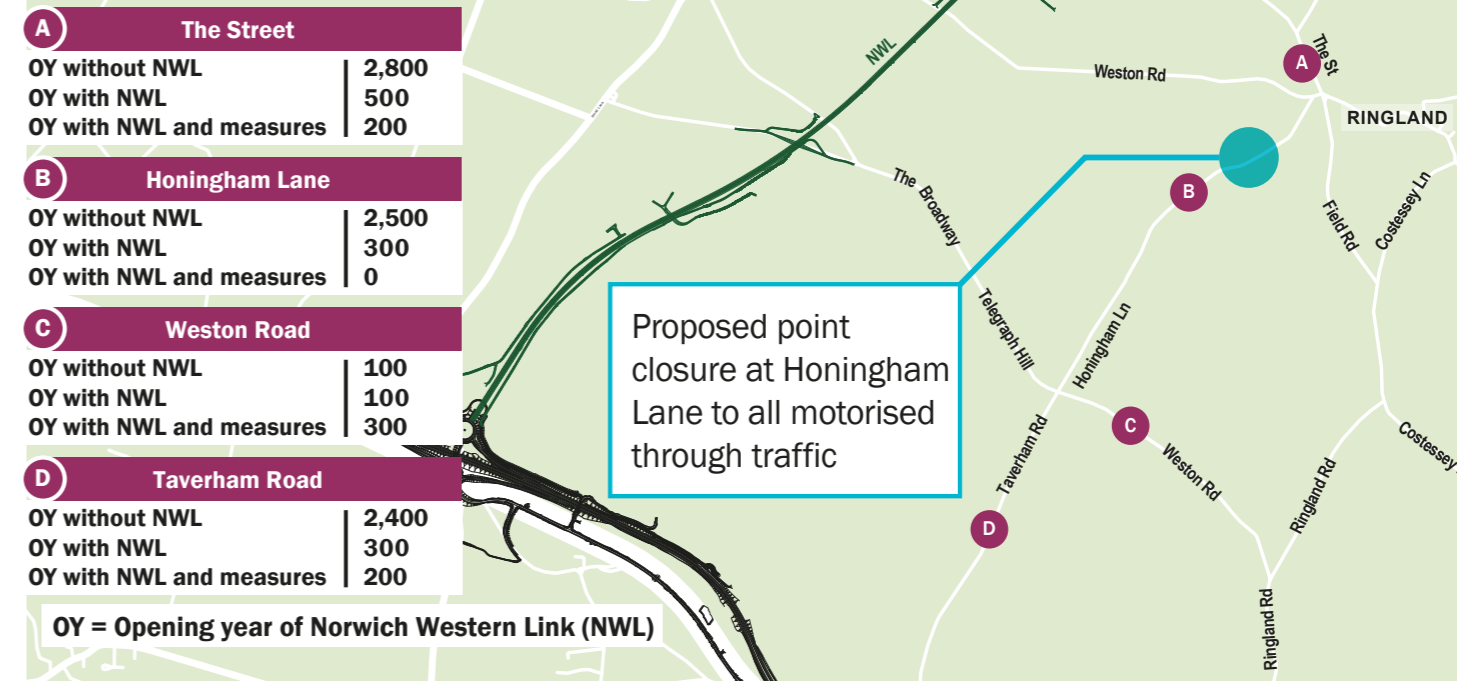 A The Street
OY without NWL 2,800
OY with NWL 500
OY with NWL and measures 200
B Honingham Lane
OY without NWL 2,500
OY with NWL 300
OY with NWL and measures 0
C Weston Road
OY without NWL 100
OY with NWL 100
OY with NWL and measures 300
D Taverham Road
OY without NWL 2,400
OY with NWL 300
OY with NWL and measures 200
OY = Opening year of Norwich Western Link (NWL)
NWL
Weston Rd
A
The St
RINGLAND
B
The Broadway
Field Rd
Costessey Ln
Proposed point
closure at Honingham
Lane to all motorised
through traffic
Telegraph Hill
Honingham Ln
C
Weston Rd
Taverham Rd
D
Costessey
Ringland Rd
Ringland Rd